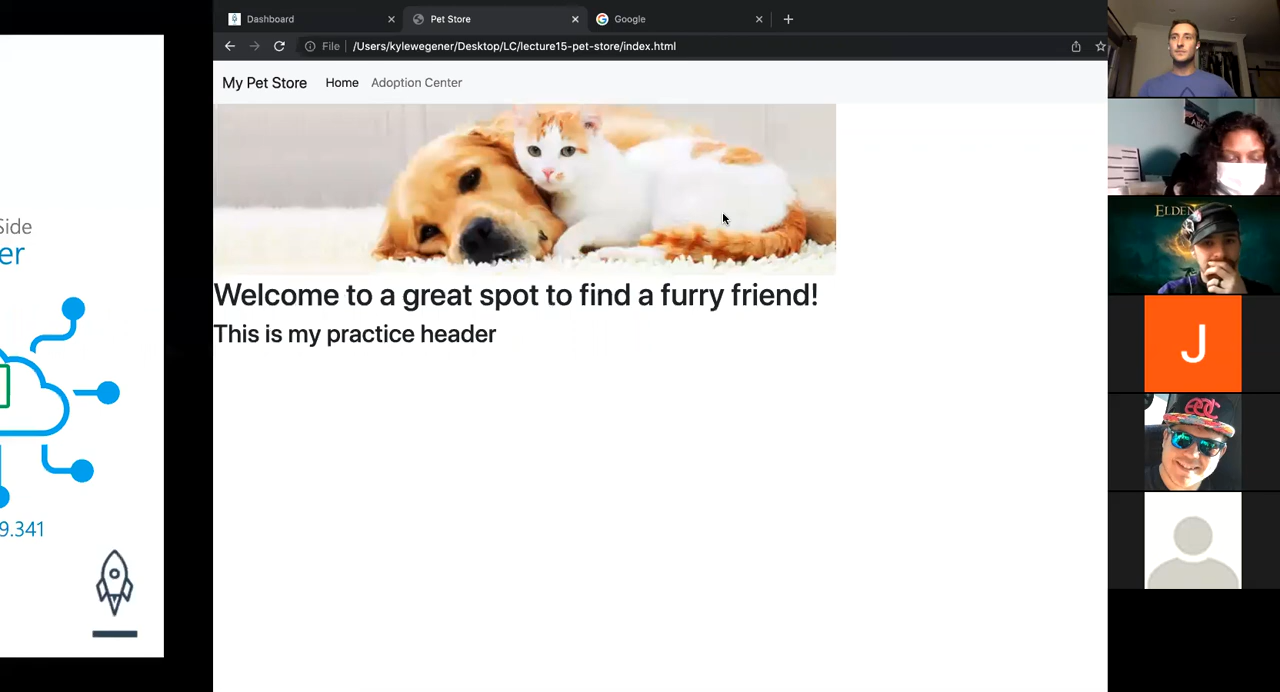 Side
er
9.341
Dashboard
Pet Store
Google
File
/Users/kylewegener/Desktop/LC/lecture15-pet-store/index.html
My Pet Store
Home
Adoption Center
Welcome to a great spot to find a furry friend!
This is my practice header
ELDEN
J